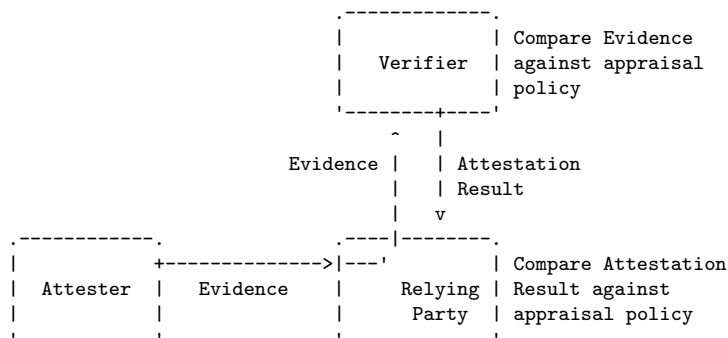 Compare Evidence
Verifier against appraisal
policy
Evidence Attestation
Result
Compare Attestation
Attester Evidence Relying Result against
Party appraisal policy